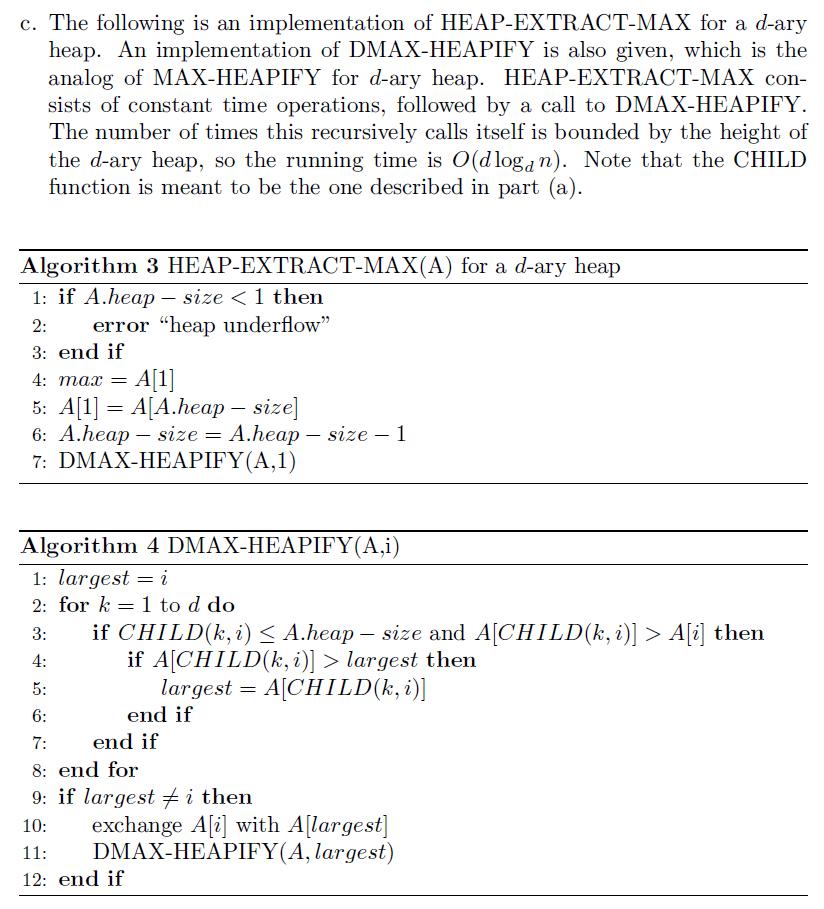 c. The following is an implementation of HEAP-EXTRACT-MAX for a d-ary
heap. An implementation of DMAX-HEAPIFY is also given, which is the
analog of MAX-HEAPIFY for d-ary heap. HEAP-EXTRACT-MAX con-
sists of constant time operations, followed by a call to DMAX-HEAPIFY.
The number of times this recursively calls itself is bounded by the height of
the d-ary heap, so the running time is O(d log_d n). Note that the CHILD
function is meant to be the one described in part (a).
Algorithm 3 HEAP-EXTRACT-MAX(A) for a d-ary heap
1: if A.heap − size < 1 then
2: error “heap underflow”
3: end if
4: max = A[1]
5: A[1] = A[A.heap − size]
6: A.heap − size = A.heap − size − 1
7: DMAX-HEAPIFY(A,1)
Algorithm 4 DMAX-HEAPIFY(A,i)
1: largest = i
2: for k = 1 to d do
3: if CHILD(k, i) ≤ A.heap − size and A[CHILD(k, i)] > A[i] then
4: if A[CHILD(k, i)] > largest then
5: largest = A[CHILD(k, i)]
6: end if
7: end if
8: end for
9: if largest ≠ i then
10: exchange A[i] with A[largest]
11: DMAX-HEAPIFY(A, largest)
12: end if